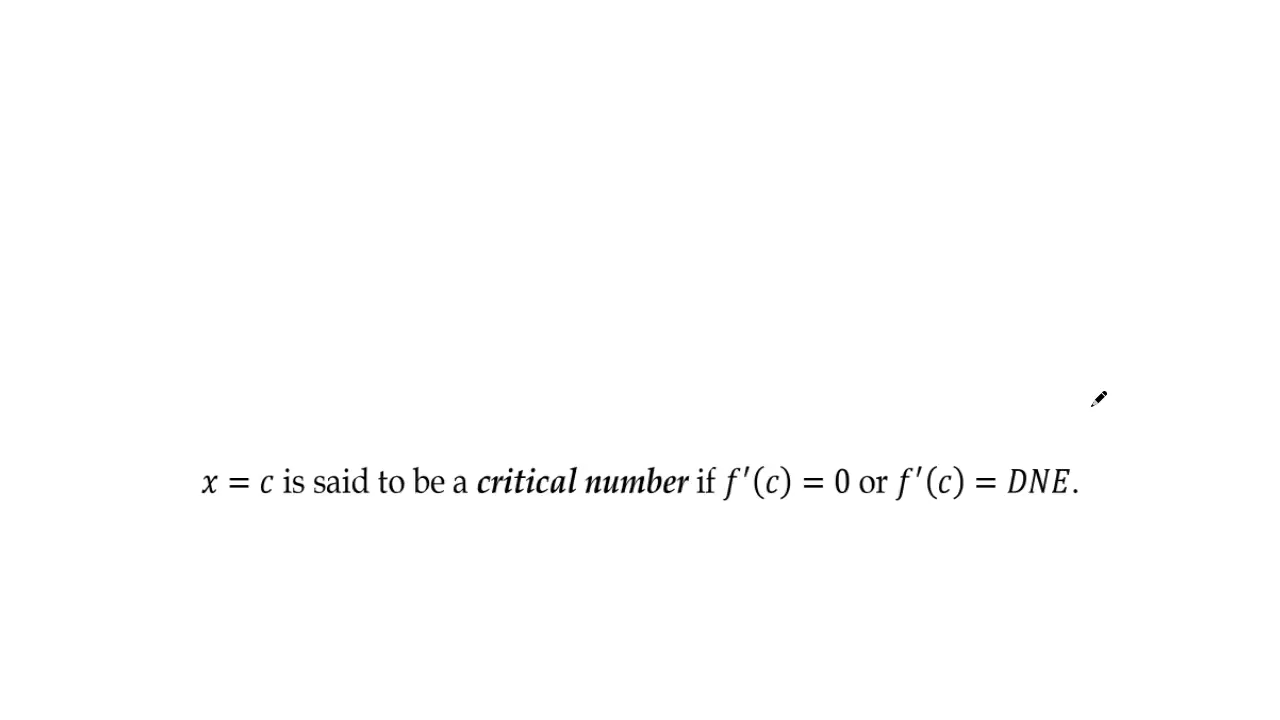 x = c is said to be a critical number if f′(c) = 0 or f′(c) = DNE.